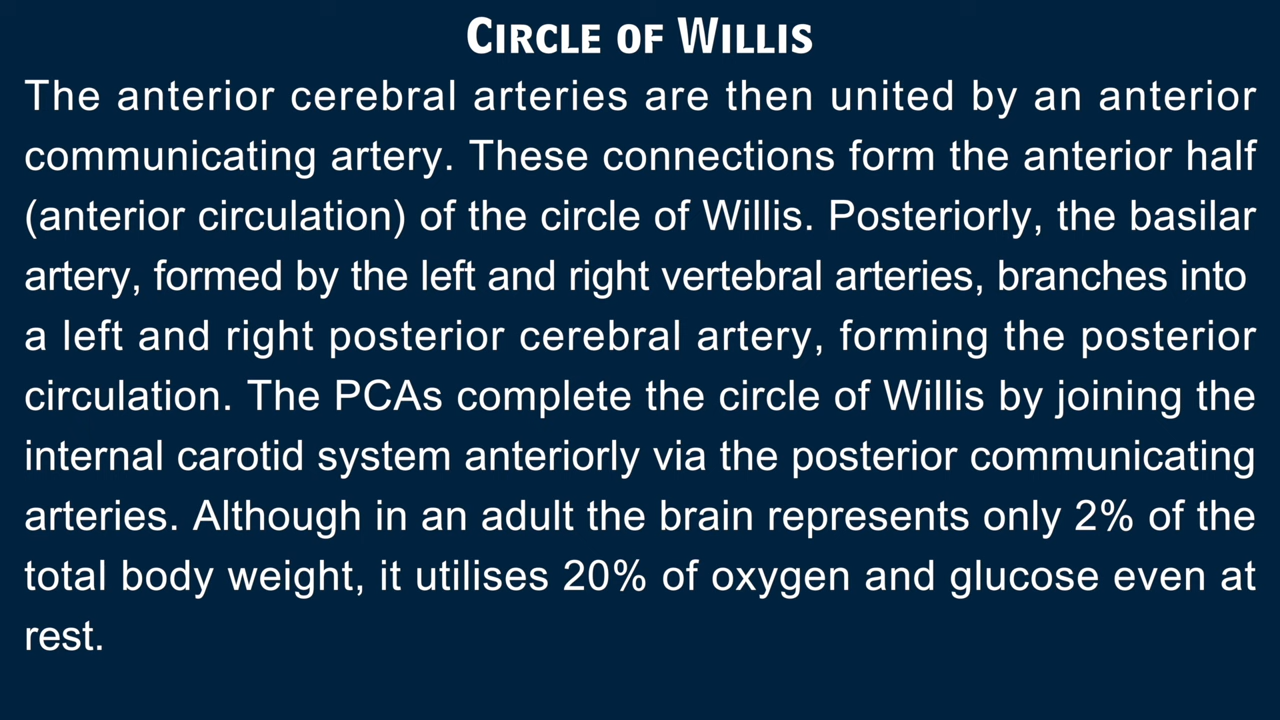 CIRCLE OF WILLIS
The anterior cerebral arteries are then united by an anterior
communicating artery. These connections form the anterior half
(anterior circulation) of the circle of Willis. Posteriorly, the basilar
artery, formed by the left and right vertebral arteries, branches into
a left and right posterior cerebral artery, forming the posterior
circulation. The PCAs complete the circle of Willis by joining the
internal carotid system anteriorly via the posterior communicating
arteries. Although in an adult the brain represents only 2% of the
total body weight, it utilises 20% of oxygen and glucose even at
rest.